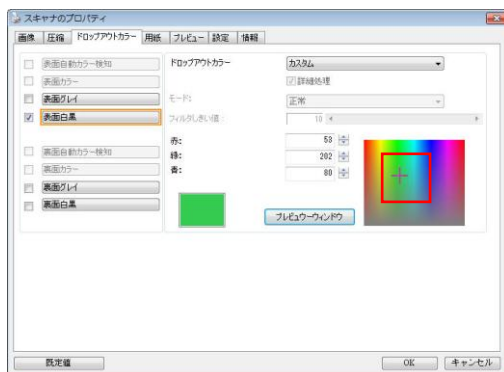 スキャナのプロパティ
画像 圧縮 ドロップアウトカラー 用紙 プレビュー 設定 情報
表面自動カラー検知 ドロップアウトカラー カスタム
表面カラー 詳細処理
表面グレイ モード: 正常
表面白黒 フィルタしきい値: 10
赤: 53
裏面自動カラー検知 緑: 202
裏面カラー 青: 80
裏面グレイ
裏面白黒 プレビューウィンドウ
既定値 OK キャンセル